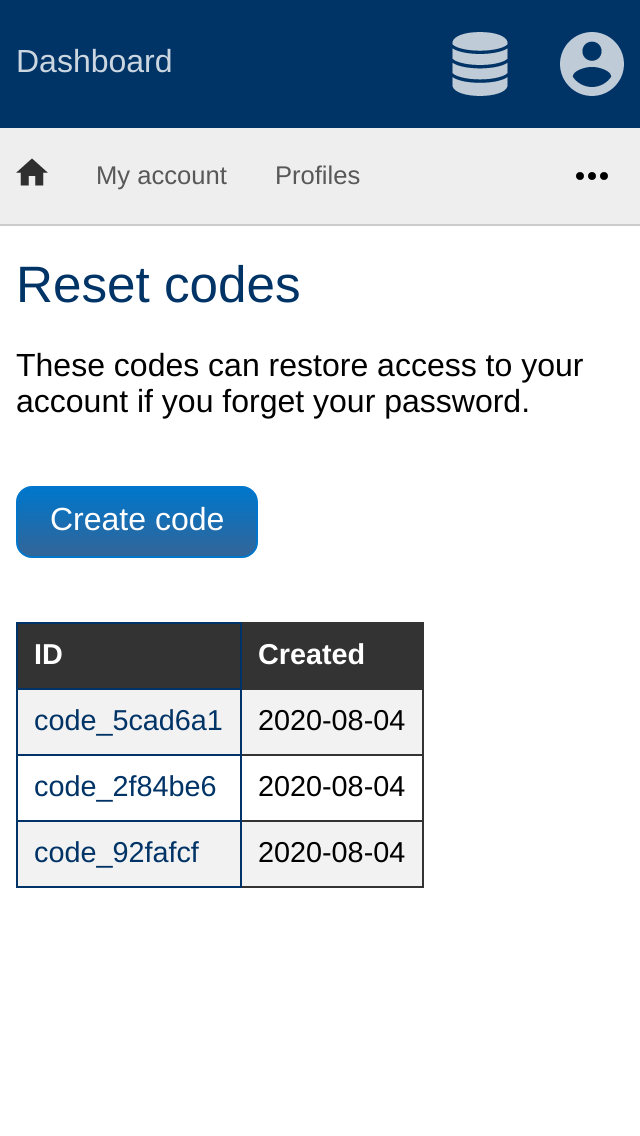 Dashboard
My account Profiles
Reset codes
These codes can restore access to your
account if you forget your password.
Create code
ID Created
code_5cad6a1 2020-08-04
code_2f84be6 2020-08-04
code_92fafcf 2020-08-04